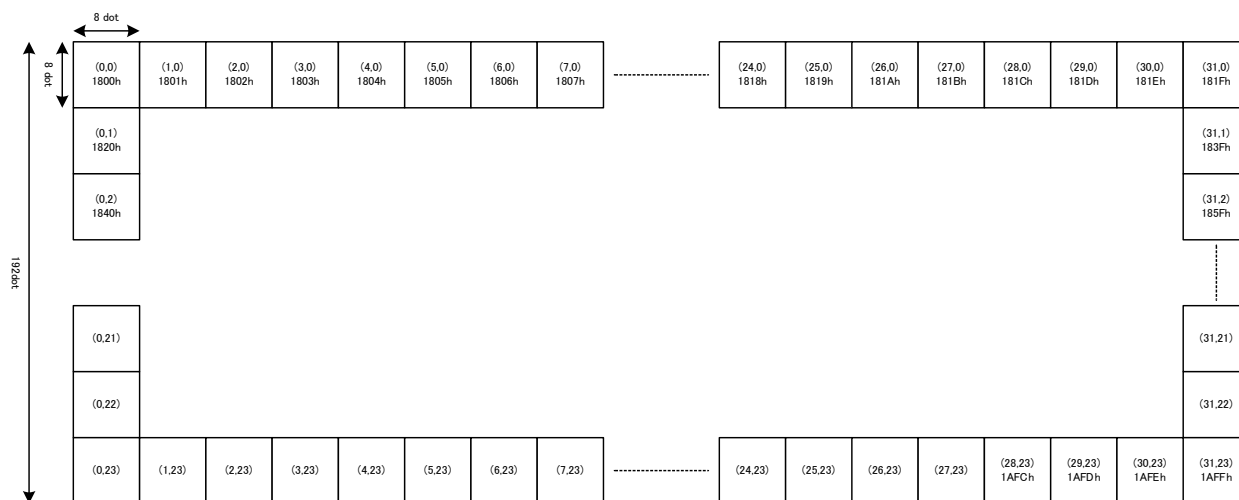 8 dot
8 dot
192dot
(0,0) (1,0) (2,0) (3,0) (4,0) (5,0) (6,0) (7,0) (24,0) (25,0) (26,0) (27,0) (28,0) (29,0) (30,0) (31,0)
1800h 1801h 1802h 1803h 1804h 1805h 1806h 1807h 1818h 1819h 181Ah 181Bh 181Ch 181Dh 181Eh 181Fh
(0,1) (31,1)
1820h 183Fh
(0,2) (31,2)
1840h 185Fh
(0,21) (31,21)
(0,22) (31,22)
(0,23) (1,23) (2,23) (3,23) (4,23) (5,23) (6,23) (7,23) (24,23) (25,23) (26,23) (27,23) (28,23) (29,23) (30,23) (31,23)
1AFCh 1AFDh 1AFEh 1AFFh